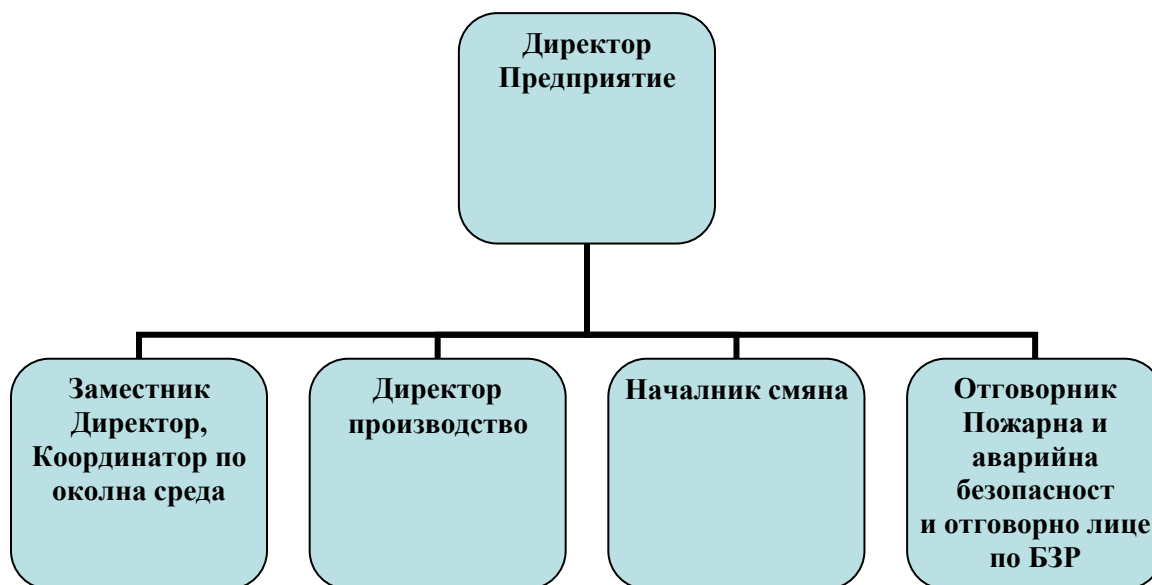 Директор
Предприятие
Заместник
Директор,
Координатор по
околна среда
Директор
производство
Началник смяна
Отговорник
Пожарна и
аварийна
безопасност
и отговорно лице
по БЗР